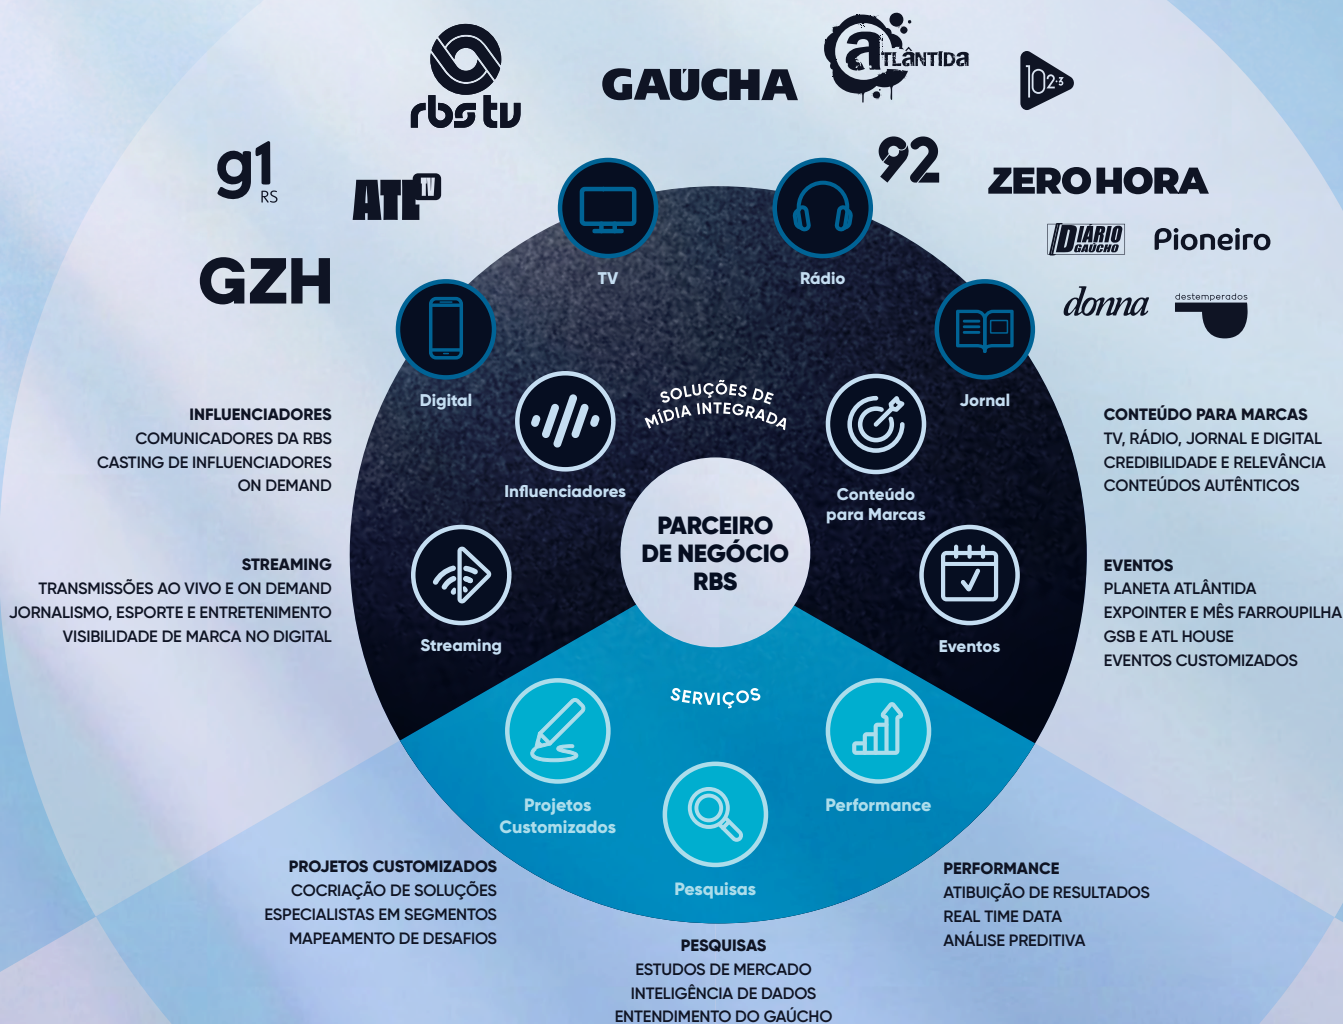 rbs tv
GAÚCHA
aTLÂNTIDA
102·3
g1
RS
ATL TV
92
ZERO HORA
DIÁRIO
GAÚCHO
Pioneiro
GZH
donna
destemperados
TV
Rádio
Digital
Jornal
SOLUÇÕES DE
MÍDIA INTEGRADA
Influenciadores
Conteúdo
para Marcas
INFLUENCIADORES
COMUNICADORES DA RBS
CASTING DE INFLUENCIADORES
ON DEMAND
CONTEÚDO PARA MARCAS
TV, RÁDIO, JORNAL E DIGITAL
CREDIBILIDADE E RELEVÂNCIA
CONTEÚDOS AUTÊNTICOS
PARCEIRO
DE NEGÓCIO
RBS
STREAMING
TRANSMISSÕES AO VIVO E ON DEMAND
JORNALISMO, ESPORTE E ENTRETENIMENTO
VISIBILIDADE DE MARCA NO DIGITAL
Streaming
Eventos
EVENTOS
PLANETA ATLÂNTIDA
EXPOINTER E MÊS FARROUPILHA
GSB E ATL HOUSE
EVENTOS CUSTOMIZADOS
SERVIÇOS
Projetos
Customizados
Performance
Pesquisas
PROJETOS CUSTOMIZADOS
COCRIAÇÃO DE SOLUÇÕES
ESPECIALISTAS EM SEGMENTOS
MAPEAMENTO DE DESAFIOS
PERFORMANCE
ATIBUIÇÃO DE RESULTADOS
REAL TIME DATA
ANÁLISE PREDITIVA
PESQUISAS
ESTUDOS DE MERCADO
INTELIGÊNCIA DE DADOS
ENTENDIMENTO DO GAÚCHO